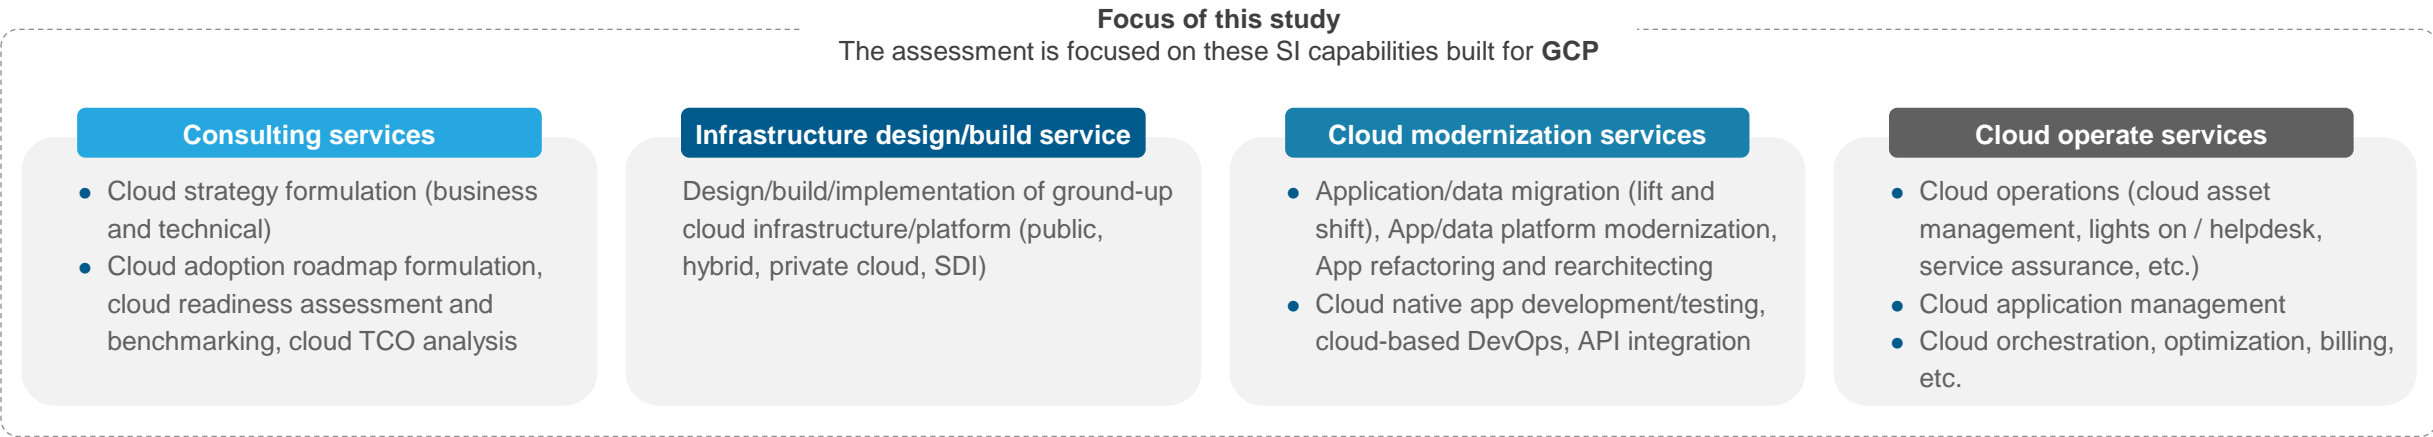 Focus of this study
The assessment is focused on these SI capabilities built for GCP
Consulting services
● Cloud strategy formulation (business
and technical)
● Cloud adoption roadmap formulation,
cloud readiness assessment and
benchmarking, cloud TCO analysis
Infrastructure design/build service
Design/build/implementation of ground-up
cloud infrastructure/platform (public,
hybrid, private cloud, SDI)
Cloud modernization services
● Application/data migration (lift and
shift), App/data platform modernization,
App refactoring and rearchitecting
● Cloud native app development/testing,
cloud-based DevOps, API integration
Cloud operate services
● Cloud operations (cloud asset
management, lights on / helpdesk,
service assurance, etc.)
● Cloud application management
● Cloud orchestration, optimization, billing,
etc.